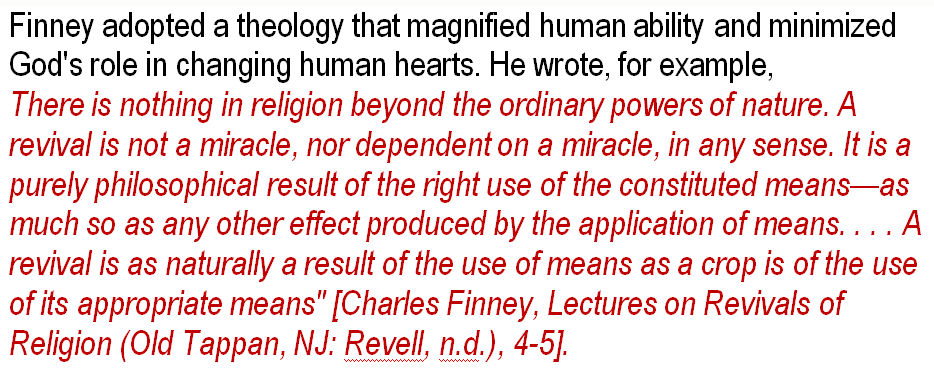 Finney adopted a theology that magnified human ability and minimized
God's role in changing human hearts. He wrote, for example,
There is nothing in religion beyond the ordinary powers of nature. A
revival is not a miracle, nor dependent on a miracle, in any sense. It is a
purely philosophical result of the right use of the constituted means—as
much so as any other effect produced by the application of means. . . . A
revival is as naturally a result of the use of means as a crop is of the use
of its appropriate means" [Charles Finney, Lectures on Revivals of
Religion (Old Tappan, NJ: Revell, n.d.), 4-5].